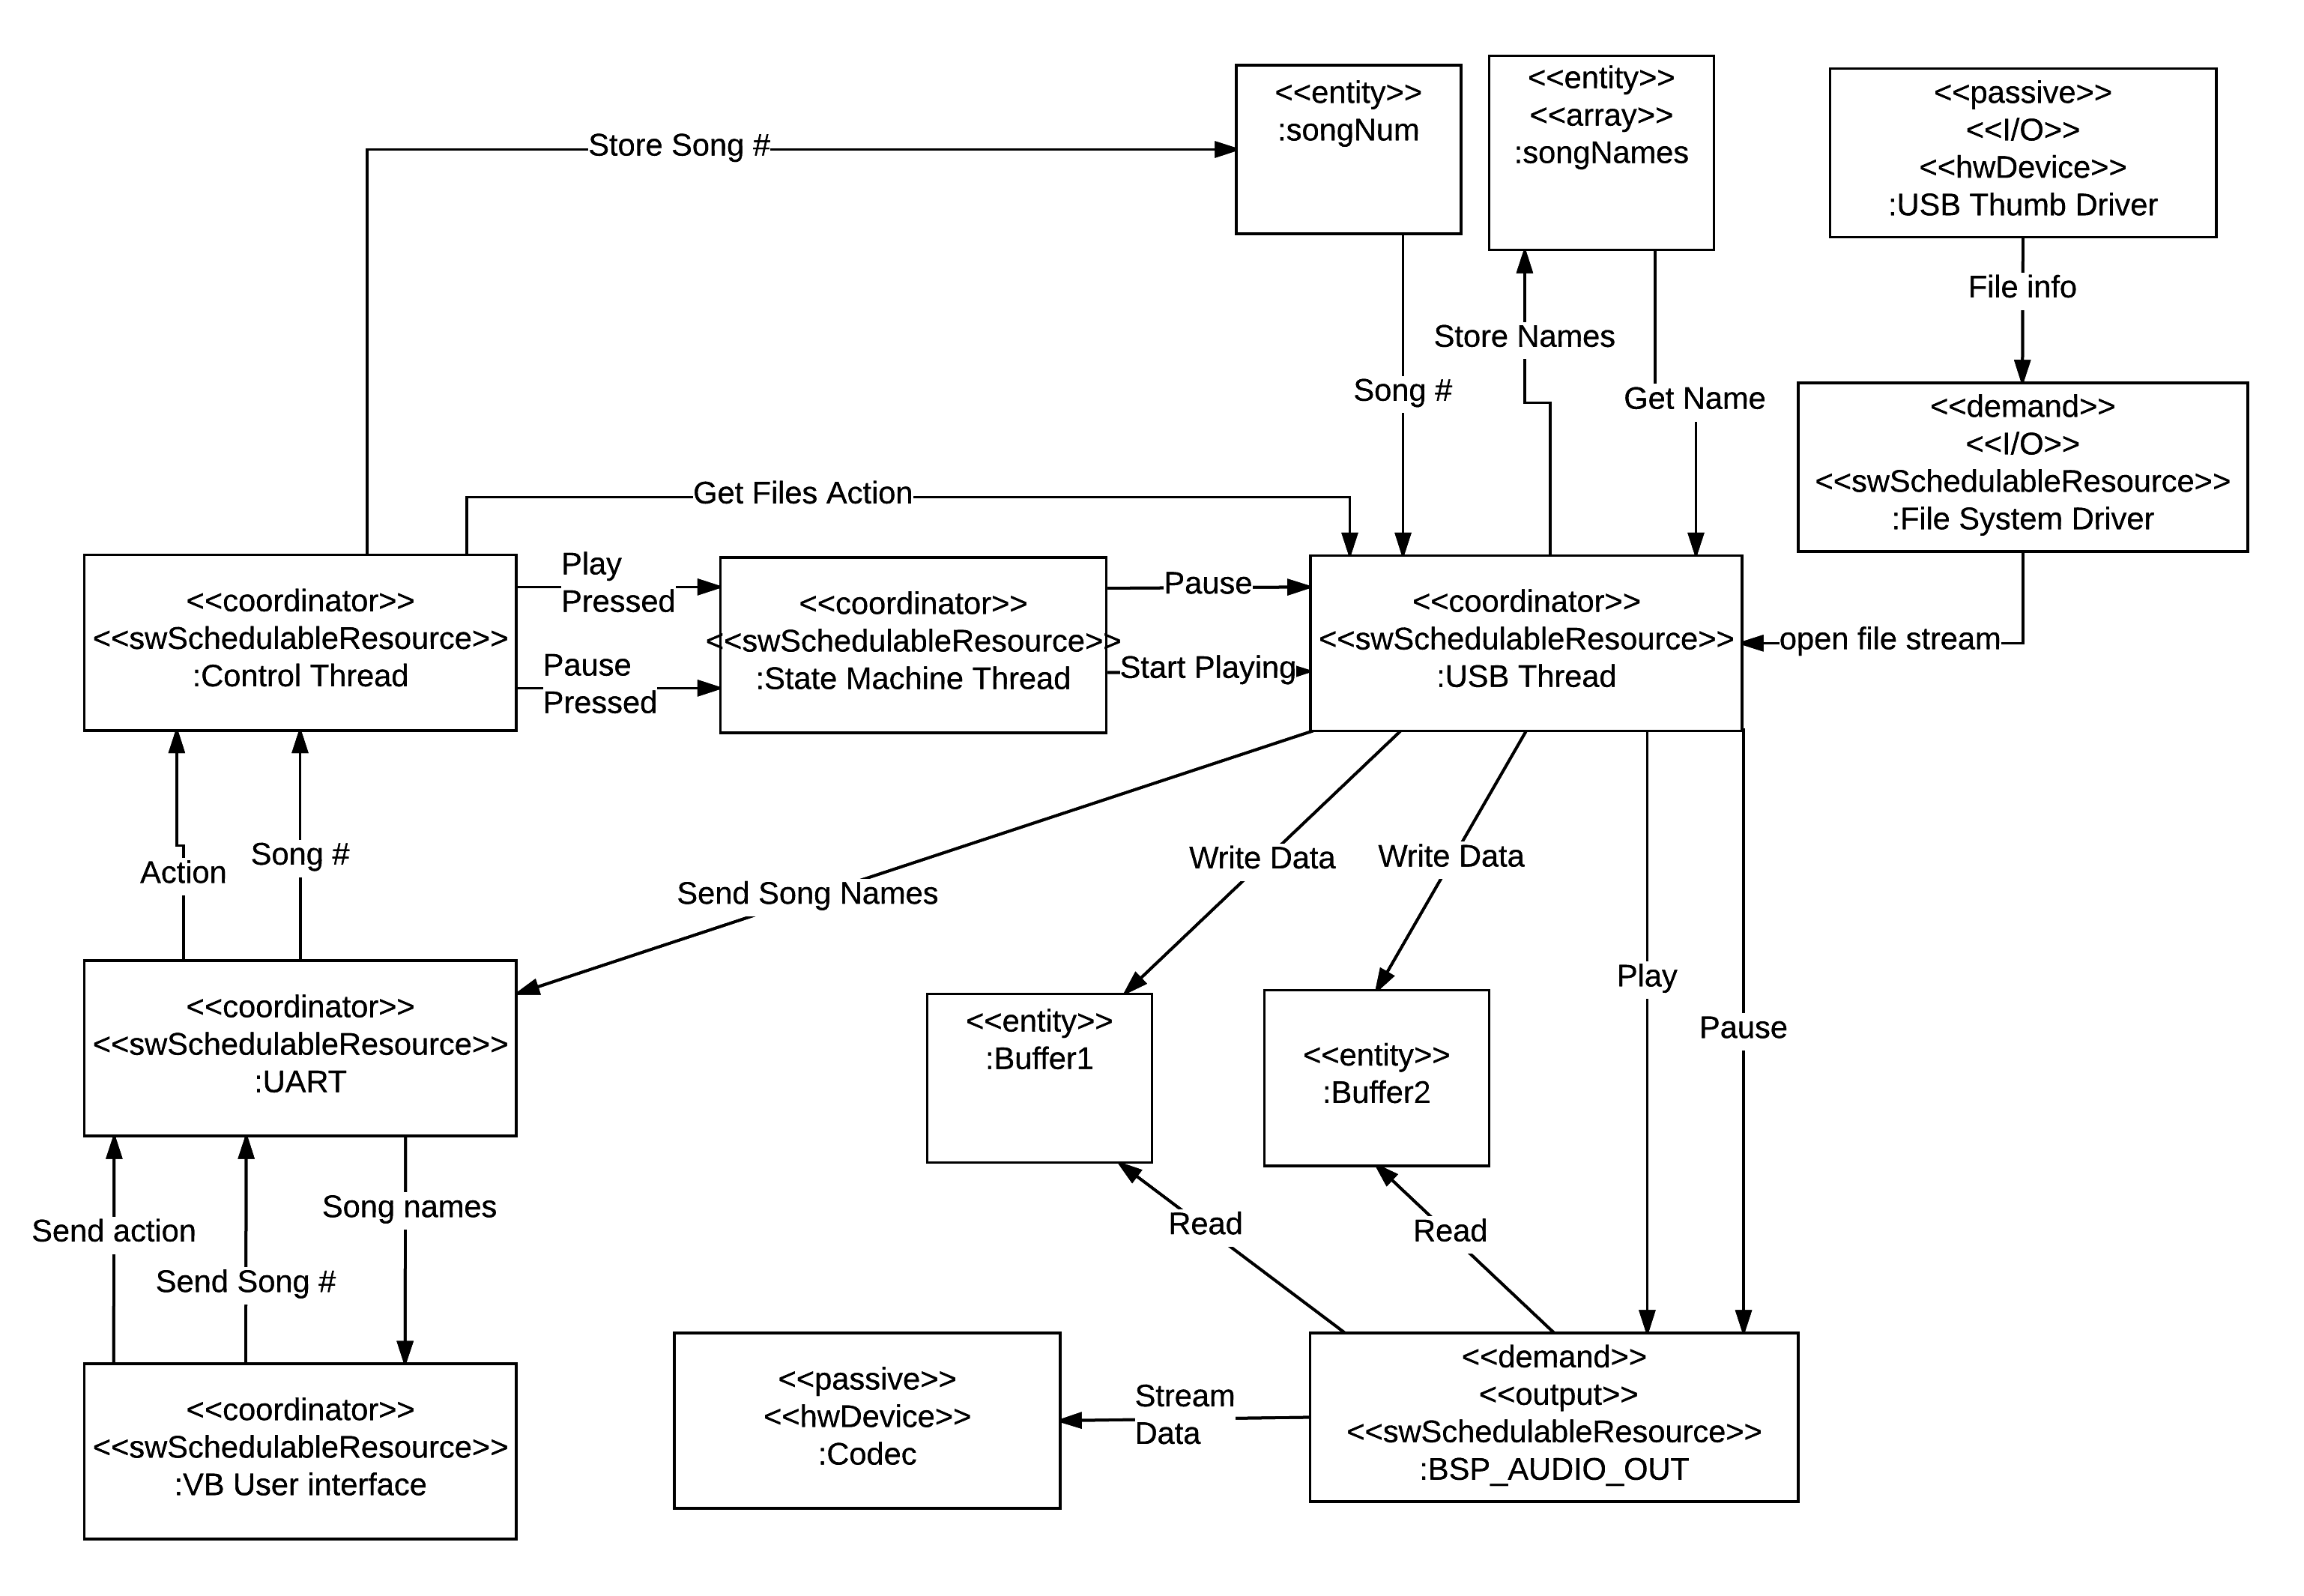 <<entity>>
:songNum
<<entity>>
<<array>>
:songNames
<<passive>>
<<I/O>>
<<hwDevice>>
:USB Thumb Driver
Store Song #
File info
Store Names
Song #
Get Name
<<demand>>
<<I/O>>
<<swSchedulableResource>>
:File System Driver
Get Files Action
<<coordinator>>
<<swSchedulableResource>>
:Control Thread
Play
Pressed
Pause
Pressed
<<coordinator>>
<<swSchedulableResource>>
:State Machine Thread
Pause
Start Playing
<<coordinator>>
<<swSchedulableResource>>
:USB Thread
open file stream
Action
Song #
Send Song Names
Write Data
Write Data
Play
Pause
<<coordinator>>
<<swSchedulableResource>>
:UART
<<entity>>
:Buffer1
<<entity>>
:Buffer2
Send action
Send Song #
Song names
Read
Read
<<coordinator>>
<<swSchedulableResource>>
:VB User interface
<<passive>>
<<hwDevice>>
:Codec
Stream
Data
<<demand>>
<<output>>
<<swSchedulableResource>>
:BSP_AUDIO_OUT